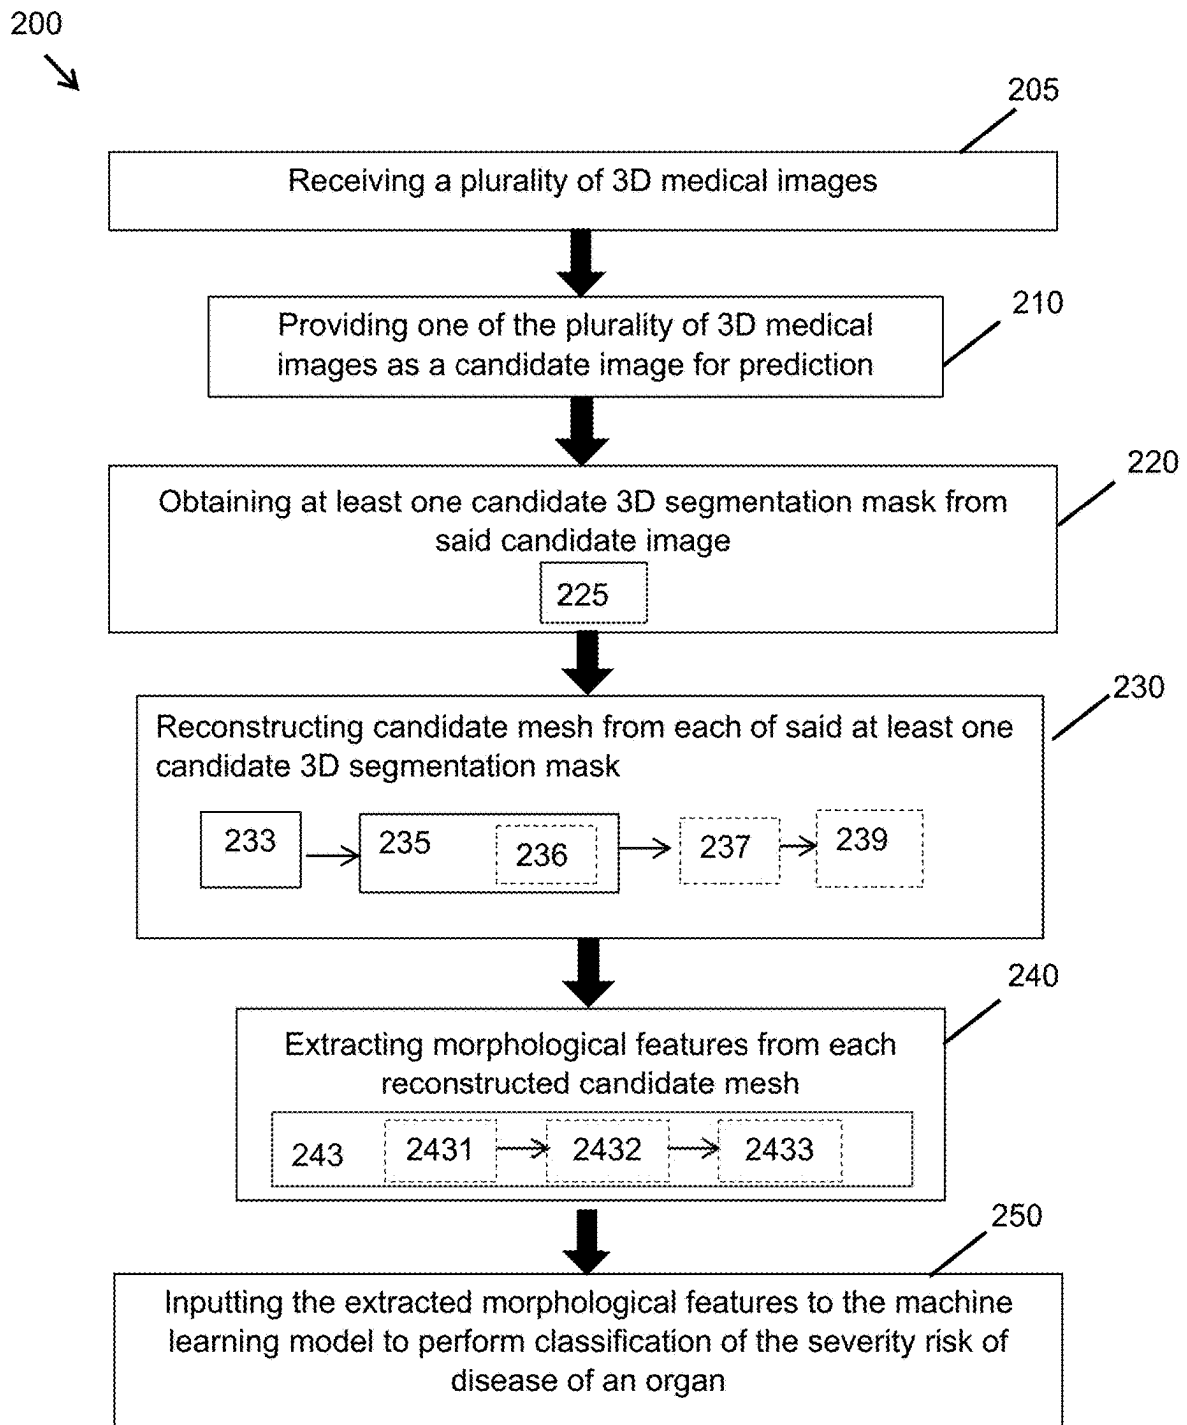 200
205
Receiving a plurality of 3D medical images
210
Providing one of the plurality of 3D medical
images as a candidate image for prediction
220
Obtaining at least one candidate 3D segmentation mask from
said candidate image
225
230
Reconstructing candidate mesh from each of said at least one
candidate 3D segmentation mask
233 235 236 237 239
240
Extracting morphological features from each
reconstructed candidate mesh
243 2431 2432 2433
250
Inputting the extracted morphological features to the machine
learning model to perform classification of the severity risk of
disease of an organ